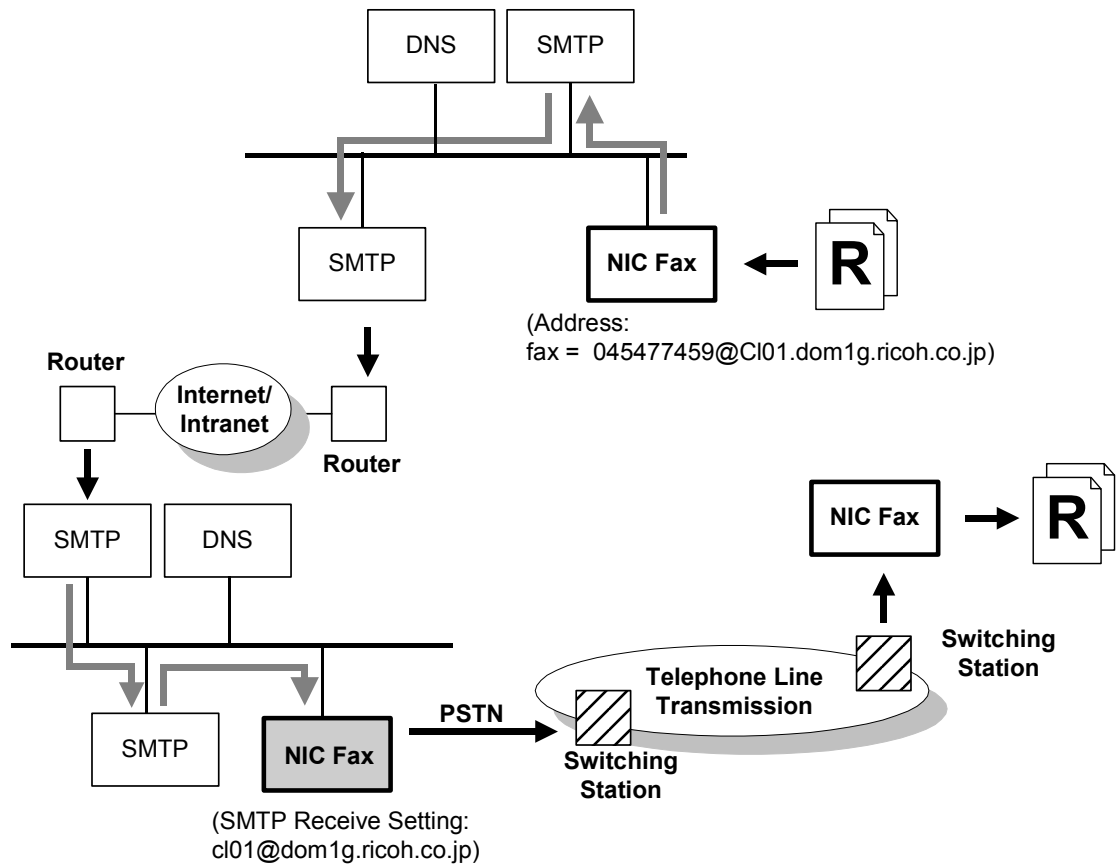 DNS
SMTP
SMTP
NIC Fax
R
(Address:
fax =  045477459@Cl01.dom1g.ricoh.co.jp)
Router
Internet/
Intranet
Router
SMTP
DNS
NIC Fax
R
Switching
Station
Telephone Line
Transmission
PSTN
SMTP
NIC Fax
Switching
Station
(SMTP Receive Setting:
cl01@dom1g.ricoh.co.jp)